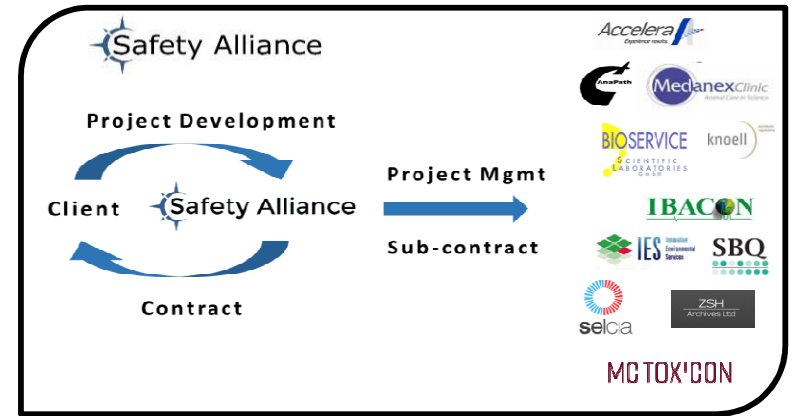 Safety Alliance
Project Development
Client
Safety Alliance
Contract
Project Mgmt
Sub-contract
Accelera
Experience results.
AnaPath
Medanex Clinic
Animal Care in Science
BIOSERVICE
SCIENTIFIC
LABORATORIES
GmbH
knoell
IBACON
IES Innovative
Environmental
Services
SBQ
selcia
ZSH
Archives Ltd
MC TOX'CON